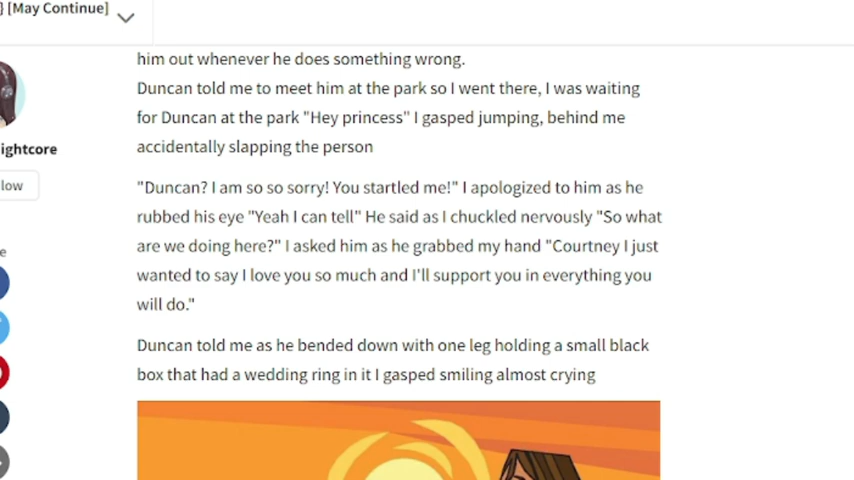 } [May Continue]
him out whenever he does something wrong.
Duncan told me to meet him at the park so I went there, I was waiting
for Duncan at the park "Hey princess" I gasped jumping, behind me
accidentally slapping the person
ightcore
low
"Duncan? I am so so sorry! You startled me!" I apologized to him as he
rubbed his eye "Yeah I can tell" He said as I chuckled nervously "So what
are we doing here?" I asked him as he grabbed my hand "Courtney I just
wanted to say I love you so much and I'll support you in everything you
will do."
e
Duncan told me as he bended down with one leg holding a small black
box that had a wedding ring in it I gasped smiling almost crying